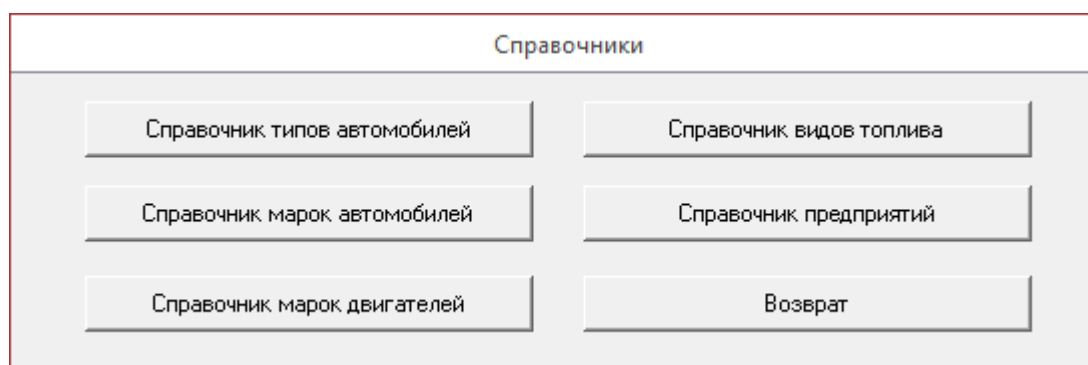 Справочники
Справочник типов автомобилей
Справочник видов топлива
Справочник марок автомобилей
Справочник предприятий
Справочник марок двигателей
Возврат